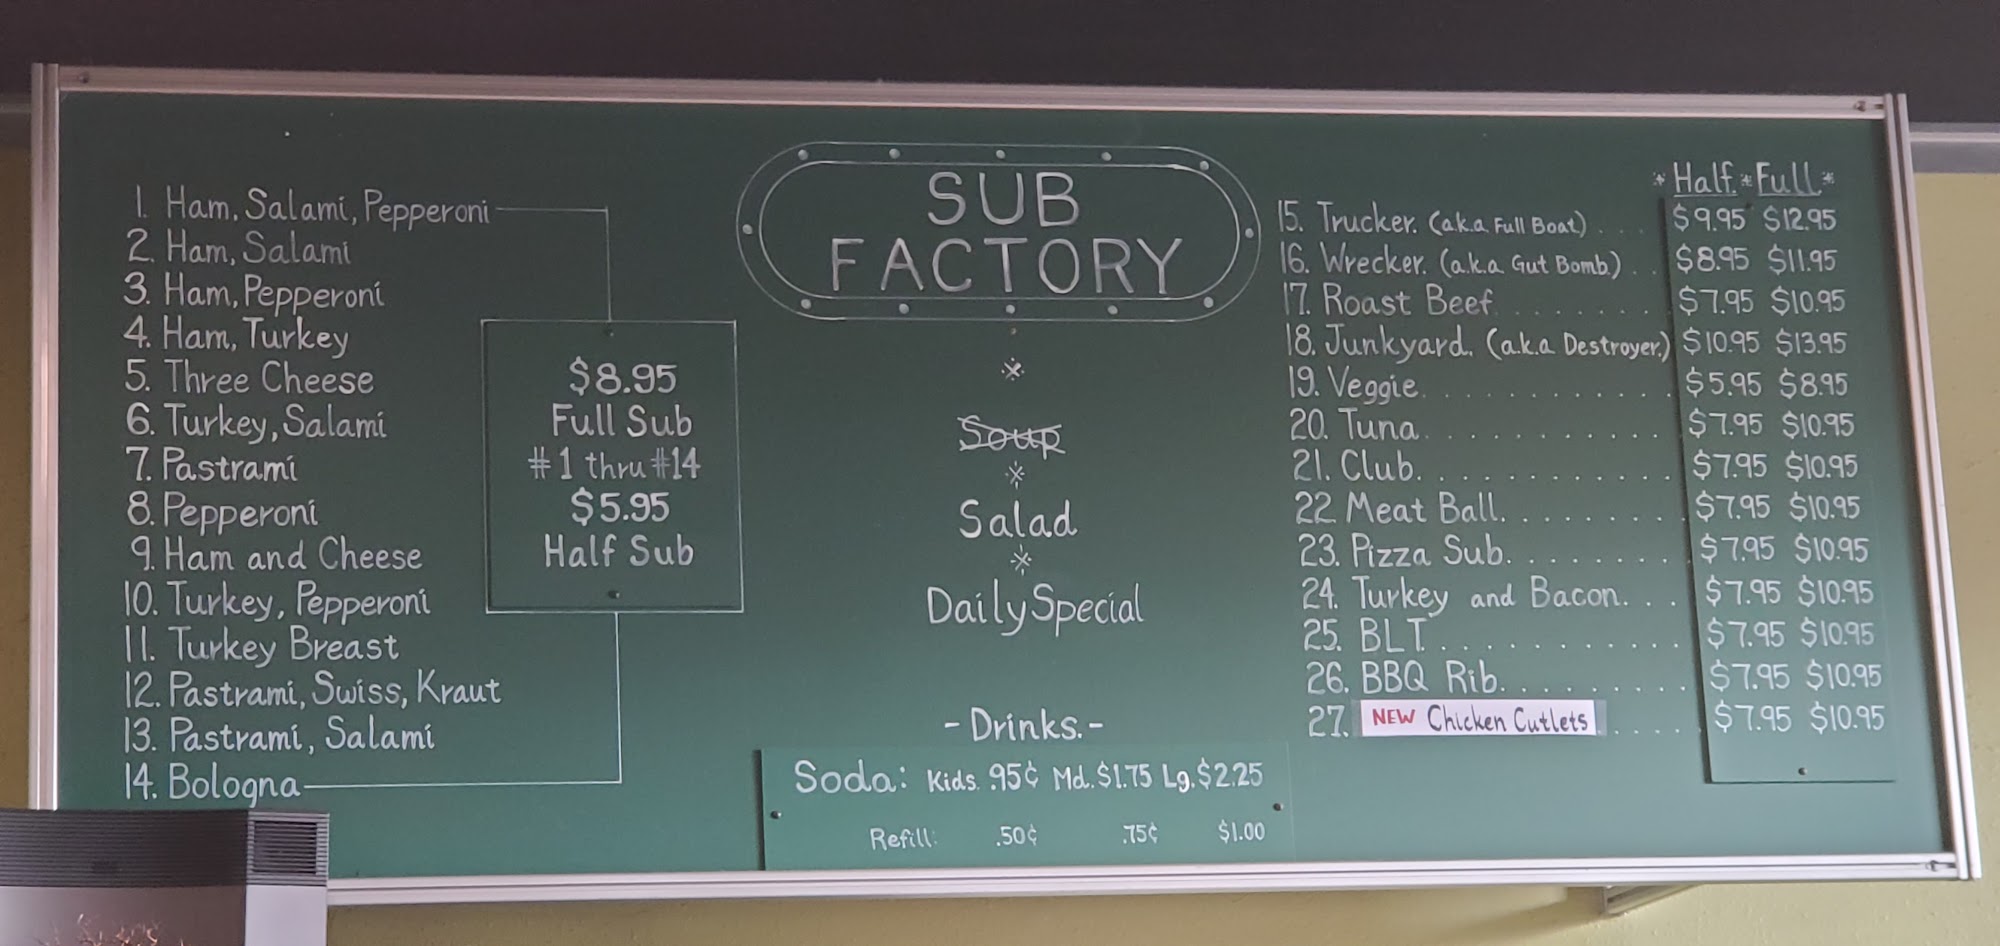 1. Ham, Salami, Pepperoni
2. Ham, Salami
3. Ham, Pepperoni
4. Ham, Turkey
5. Three Cheese
6. Turkey, Salami
7. Pastrami
8. Pepperoni
9. Ham and Cheese
10. Turkey, Pepperoni
11. Turkey Breast
12. Pastrami, Swiss, Kraut
13. Pastrami, Salami
14. Bologna
$8.95
Full Sub
#1 thru #14
$5.95
Half Sub
SUB
FACTORY
*
Soup
*
Salad
*
Daily Special
- Drinks. -
Soda: Kids. .95¢ Md. $1.75 Lg. $2.25
Refill: .50¢ .75¢ $1.00
* Half * Full *
15. Trucker. (a.k.a Full Boat) . . . $9.95 $12.95
16. Wrecker. (a.k.a Gut Bomb.) . . $8.95 $11.95
17. Roast Beef. . . . . . . . $7.95 $10.95
18. Junkyard. (a.k.a Destroyer.) $10.95 $13.95
19. Veggie. . . . . . . . . . . . $5.95 $8.95
20. Tuna. . . . . . . . . . . . $7.95 $10.95
21. Club. . . . . . . . . . . . $7.95 $10.95
22. Meat Ball. . . . . . . . . $7.95 $10.95
23. Pizza Sub. . . . . . . . . $7.95 $10.95
24. Turkey and Bacon. . . $7.95 $10.95
25. BLT. . . . . . . . . . . . $7.95 $10.95
26. BBQ Rib. . . . . . . . . $7.95 $10.95
27. NEW Chicken Cutlets . . . . $7.95 $10.95